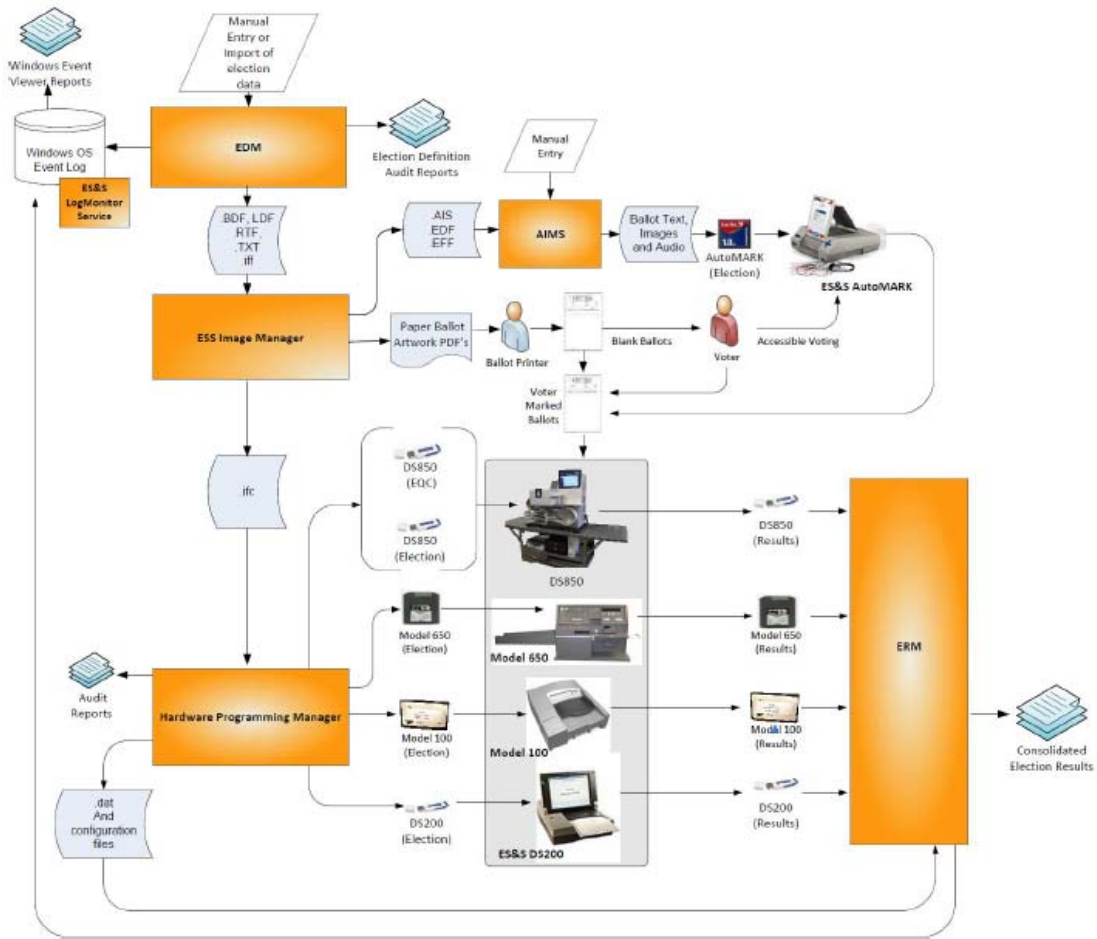 Manual
Entry or
Import of
election
data
'Windows Event
'Viewer Reports
Windows OS
Event Log
ES&S
LogMonitor
Service
EDM
Election Definition
Audit Reports
Manual
Entry
.BDF, LDF
.RTF,
.TXT
.iff
.AIS
.EDF
.EFF
AIMS
Ballot Text,
Images
and Audio
AutoMARK
(Election)
ES&S AutoMARK
ESS Image Manager
Paper Ballot
Artwork PDF's
Ballot Printer
Blank Ballots
Voter
Accessible Voting
Voter
Marked
Ballots
.ifc
DS850
(EQC)
DS850
(Election)
DS850
DS850
(Results)
Model 650
(Election)
Model 650
Model 650
(Results)
ERM
Audit
Reports
Hardware Programming Manager
Model 100
(Election)
Model 100
Model 100
(Results)
Consolidated
Election Results
.dat
And
configuration
files
DS200
(Election)
ES&S DS200
DS200
(Results)